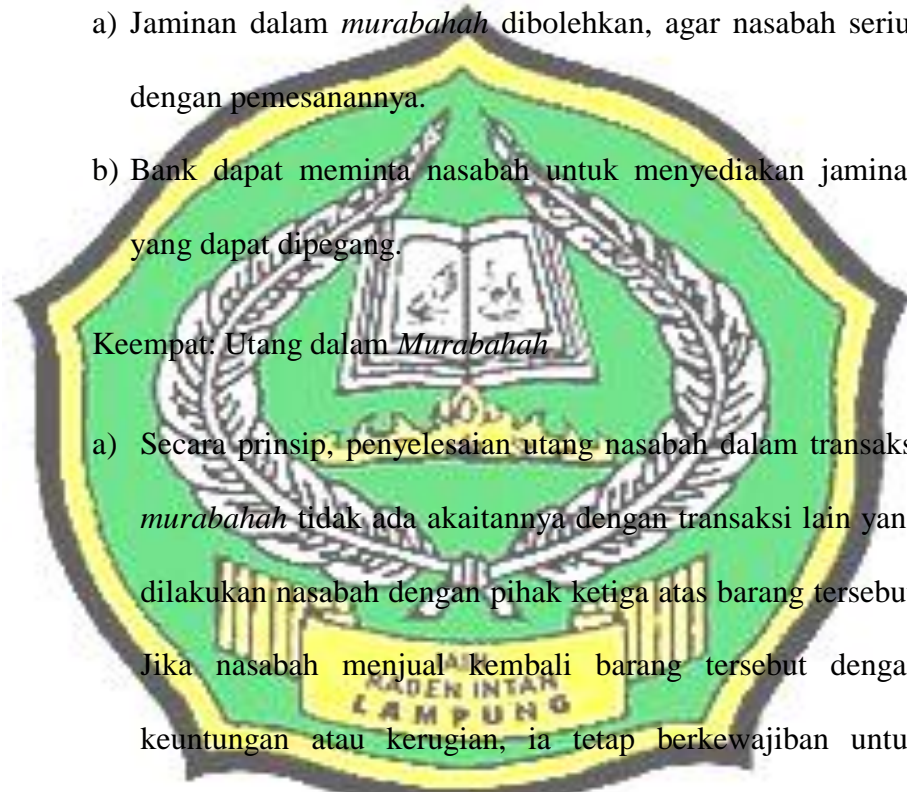 a) Jaminan dalam murabahah dibolehkan, agar nasabah seriu
dengan pemesanannya.
b) Bank dapat meminta nasabah untuk menyediakan jamina
yang dapat dipegang.
Keempat: Utang dalam Murabahah
a) Secara prinsip, penyelesaian utang nasabah dalam transaks
murabahah tidak ada akaitannya dengan transaksi lain yan
dilakukan nasabah dengan pihak ketiga atas barang tersebu
Jika nasabah menjual kembali barang tersebut denga
RADEN INTAN
LAMPUNG
keuntungan atau kerugian, ia tetap berkewajiban untu